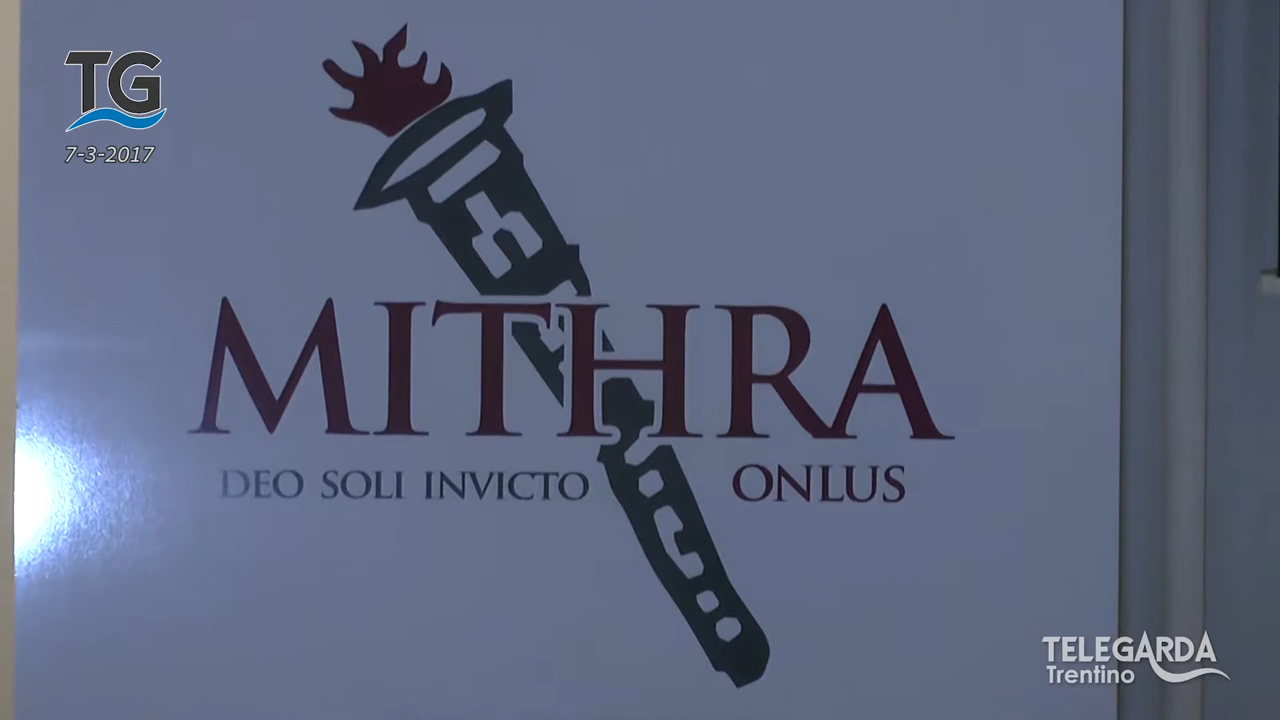 TG
7-3-2017
MITHRA
DEO SOLI INVICTO ONLUS
TELEGARDA
Trentino